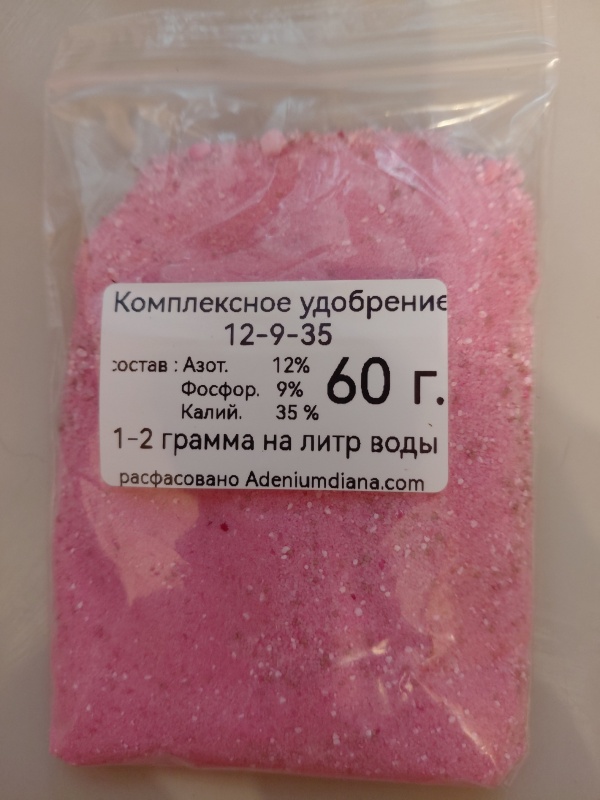 Комплексное удобрение
12-9-35
состав : Азот. 12%
Фосфор. 9%
Калий. 35 %
60 г.
1-2 грамма на литр воды
расфасовано Adeniumdiana.com